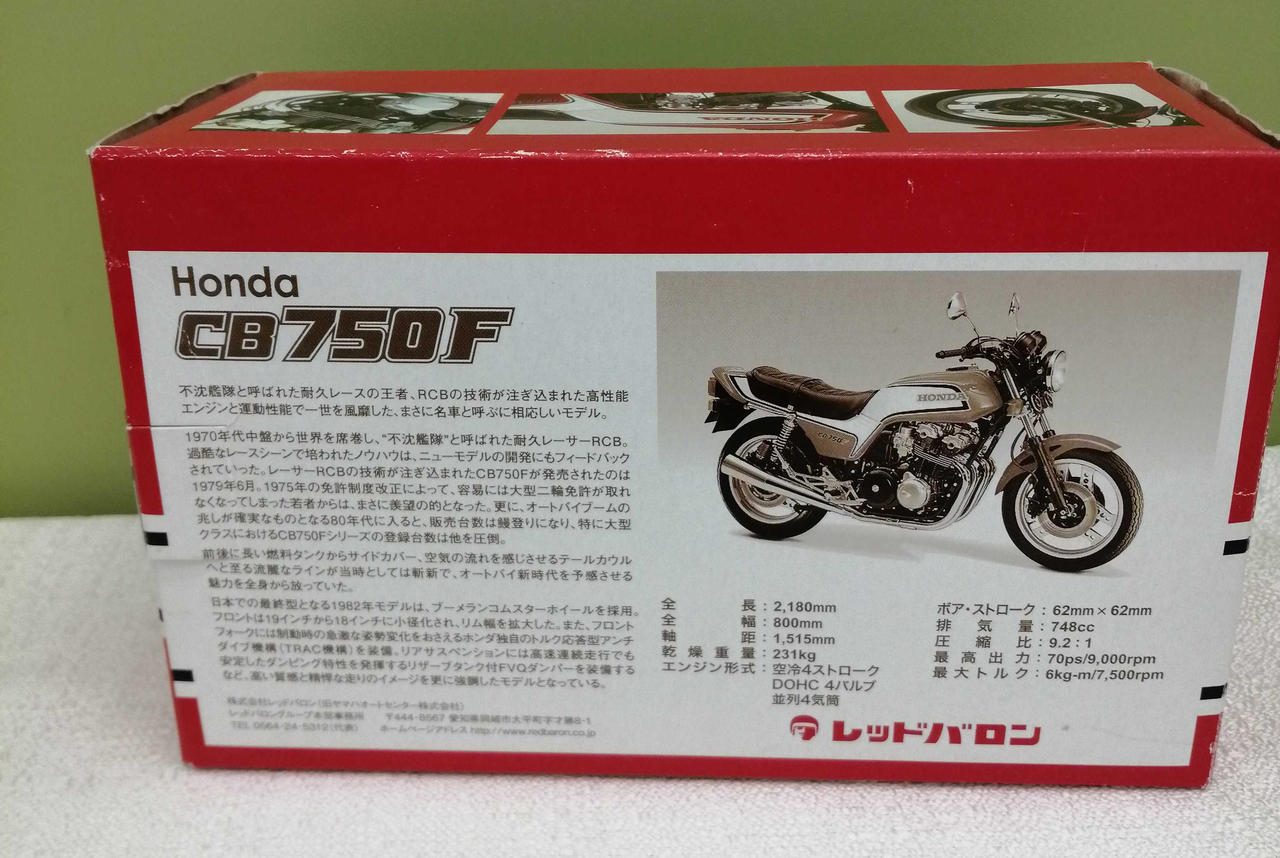 HONDA
Honda
CB750F
不沈艦隊と呼ばれた耐久レースの王者、RCBの技術が注ぎ込まれた高性能
エンジンと運動性能で一世を風靡した、まさに名車と呼ぶに相応しいモデル。
1970年代中盤から世界を席巻し、"不沈艦隊"と呼ばれた耐久レーサーRCB。
過酷なレースシーンで培われたノウハウは、ニューモデルの開発にもフィードバック
されていった。レーサーRCBの技術が注ぎ込まれたCB750Fが発売されたのは
1979年6月。1975年の免許制度改正によって、容易には大型二輪免許が取れ
なくなってしまった若者からは、まさに羨望の的となった。更に、オートバイブームの
兆しが確実なものとなる80年代に入ると、販売台数は鰻登りになり、特に大型
クラスにおけるCB750Fシリーズの登録台数は他を圧倒。
前後に長い燃料タンクからサイドカバー、空気の流れを感じさせるテールカウル
へと至る流麗なラインが当時としては斬新で、オートバイ新時代を予感させる
魅力を全身から放っていた。
日本での最終型となる1982年モデルは、ブーメランコムスターホイールを採用。
フロントは19インチから18インチに小径化され、リム幅を拡大した。また、フロント
フォークには制動時の急激な姿勢変化をおさえるホンダ独自のトルク応答型アンチ
ダイブ機構(TRAC機構)を装備。リアサスペンションには高速連続走行でも
安定したダンピング特性を発揮するリザーブタンク付FVQダンパーを装備する
など、高い質感と精悍な走りのイメージを更に強調したモデルとなっている。
株式会社レッドバロン(旧ヤマハオートセンター株式会社)
レッドバロングループ本部事務所 〒444-8567 愛知県岡崎市大平町字才勝8-1
TEL 0564-24-5312(代表) ホームページアドレス http://www.redbaron.co.jp
HONDA
CB750F
全長:2,180mm
全幅:800mm
軸距:1,515mm
乾燥重量:231kg
エンジン形式:空冷4ストローク
DOHC 4バルブ
並列4気筒
ボア・ストローク:62mm×62mm
排気量:748cc
圧縮比:9.2:1
最高出力:70ps/9,000rpm
最大トルク:6kg-m/7,500rpm
レッドバロン